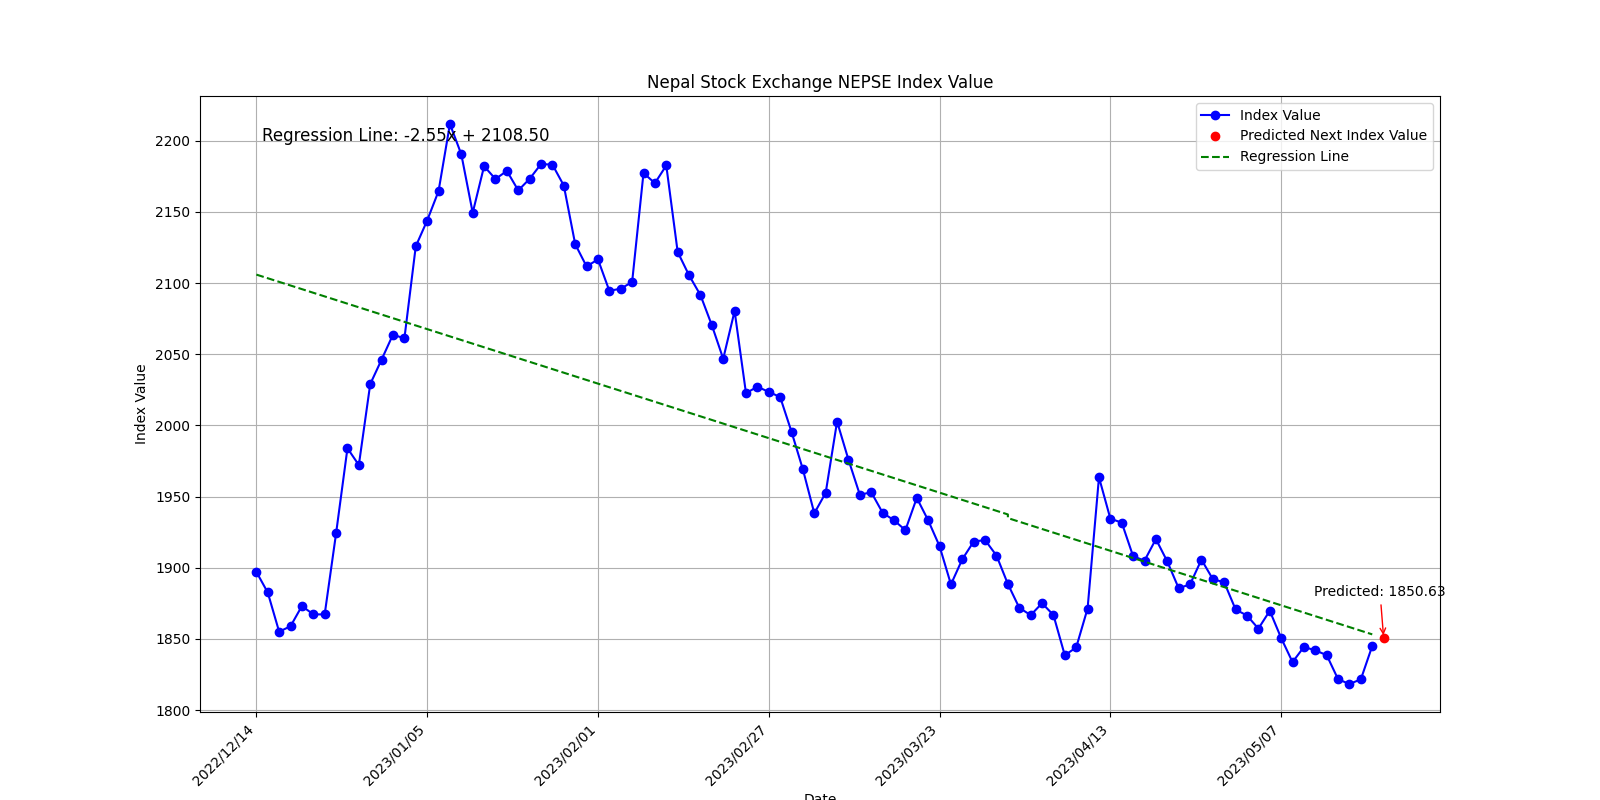 Nepal Stock Exchange NEPSE Index Value
Regression Line: -2.55x + 2108.50
Index Value
Predicted Next Index Value
Regression Line
2200
2150
2100
2050
2000
1950
1900
1850
1800
Index Value
Predicted: 1850.63
2022/12/14
2023/01/05
2023/02/01
2023/02/27
2023/03/23
2023/04/13
2023/05/07
Date